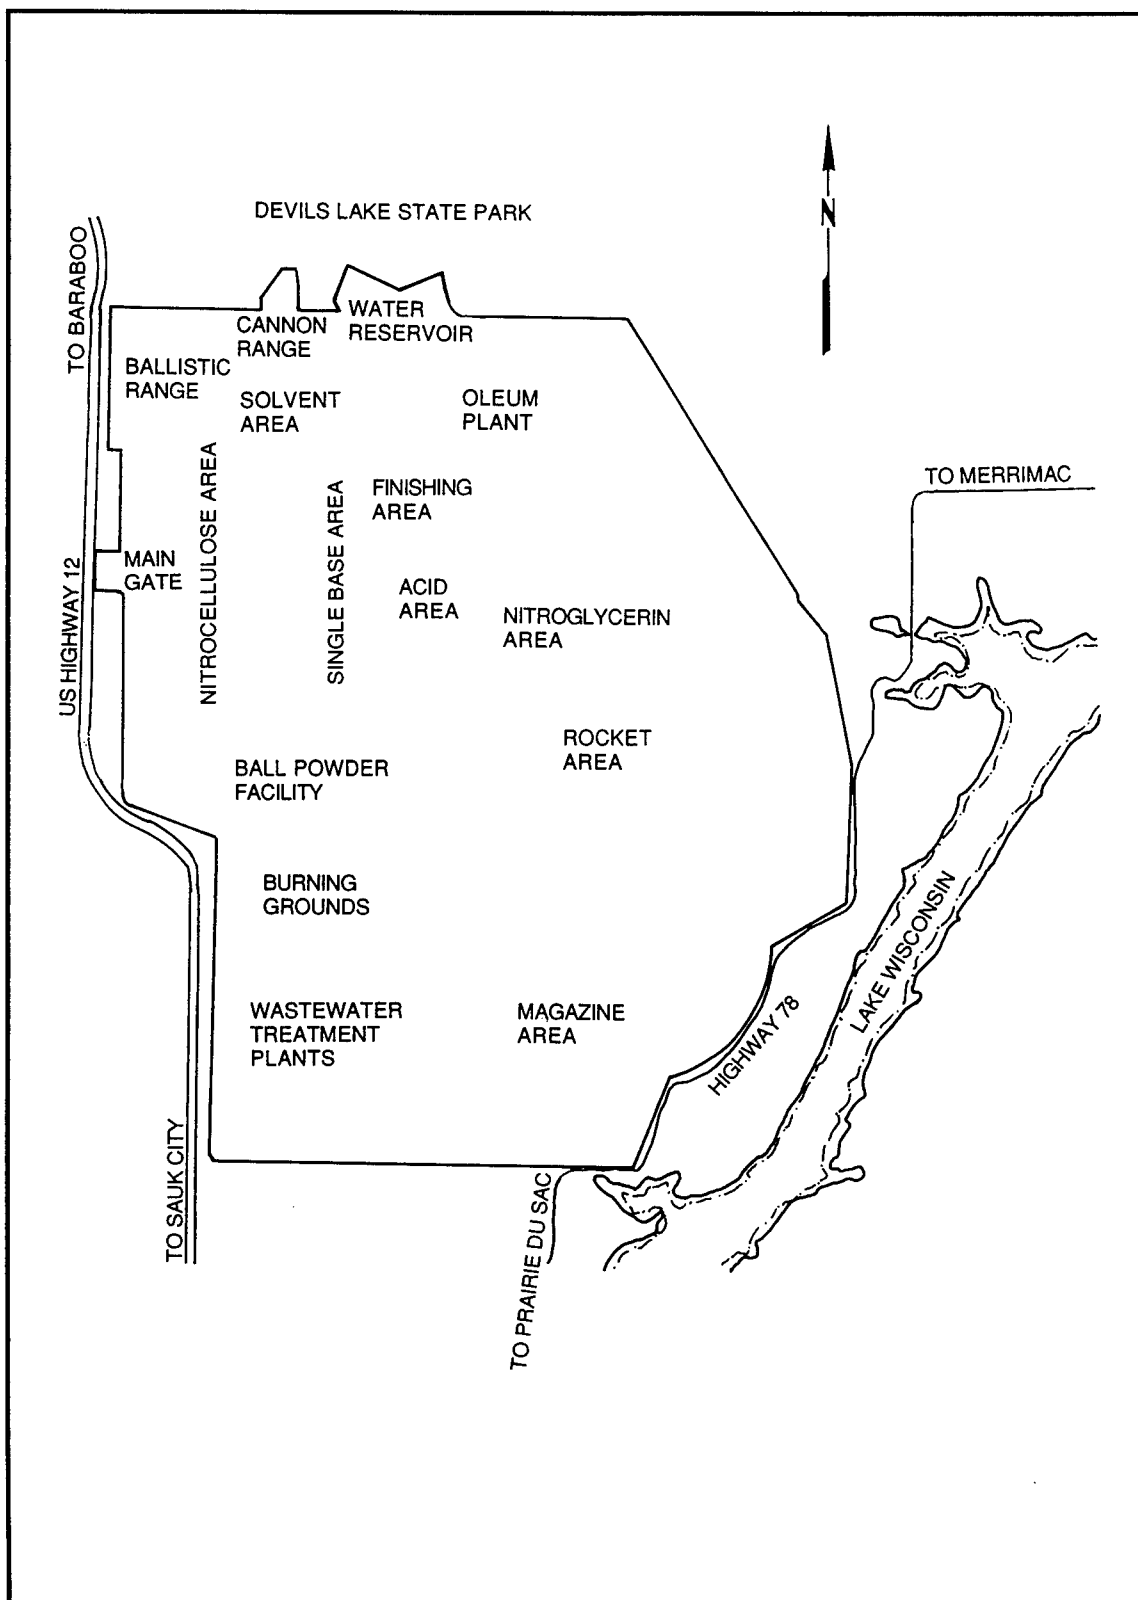 DEVILS LAKE STATE PARK
N
TO BARABOO
CANNON
RANGE
WATER
RESERVOIR
BALLISTIC
RANGE
SOLVENT
AREA
OLEUM
PLANT
NITROCELLULOSE AREA
SINGLE BASE AREA
FINISHING
AREA
TO MERRIMAC
US HIGHWAY 12
MAIN
GATE
ACID
AREA
NITROGLYCERIN
AREA
ROCKET
AREA
BALL POWDER
FACILITY
BURNING
GROUNDS
LAKE WISCONSIN
WASTEWATER
TREATMENT
PLANTS
MAGAZINE
AREA
HIGHWAY 78
TO SAUK CITY
TO PRAIRIE DU SAC